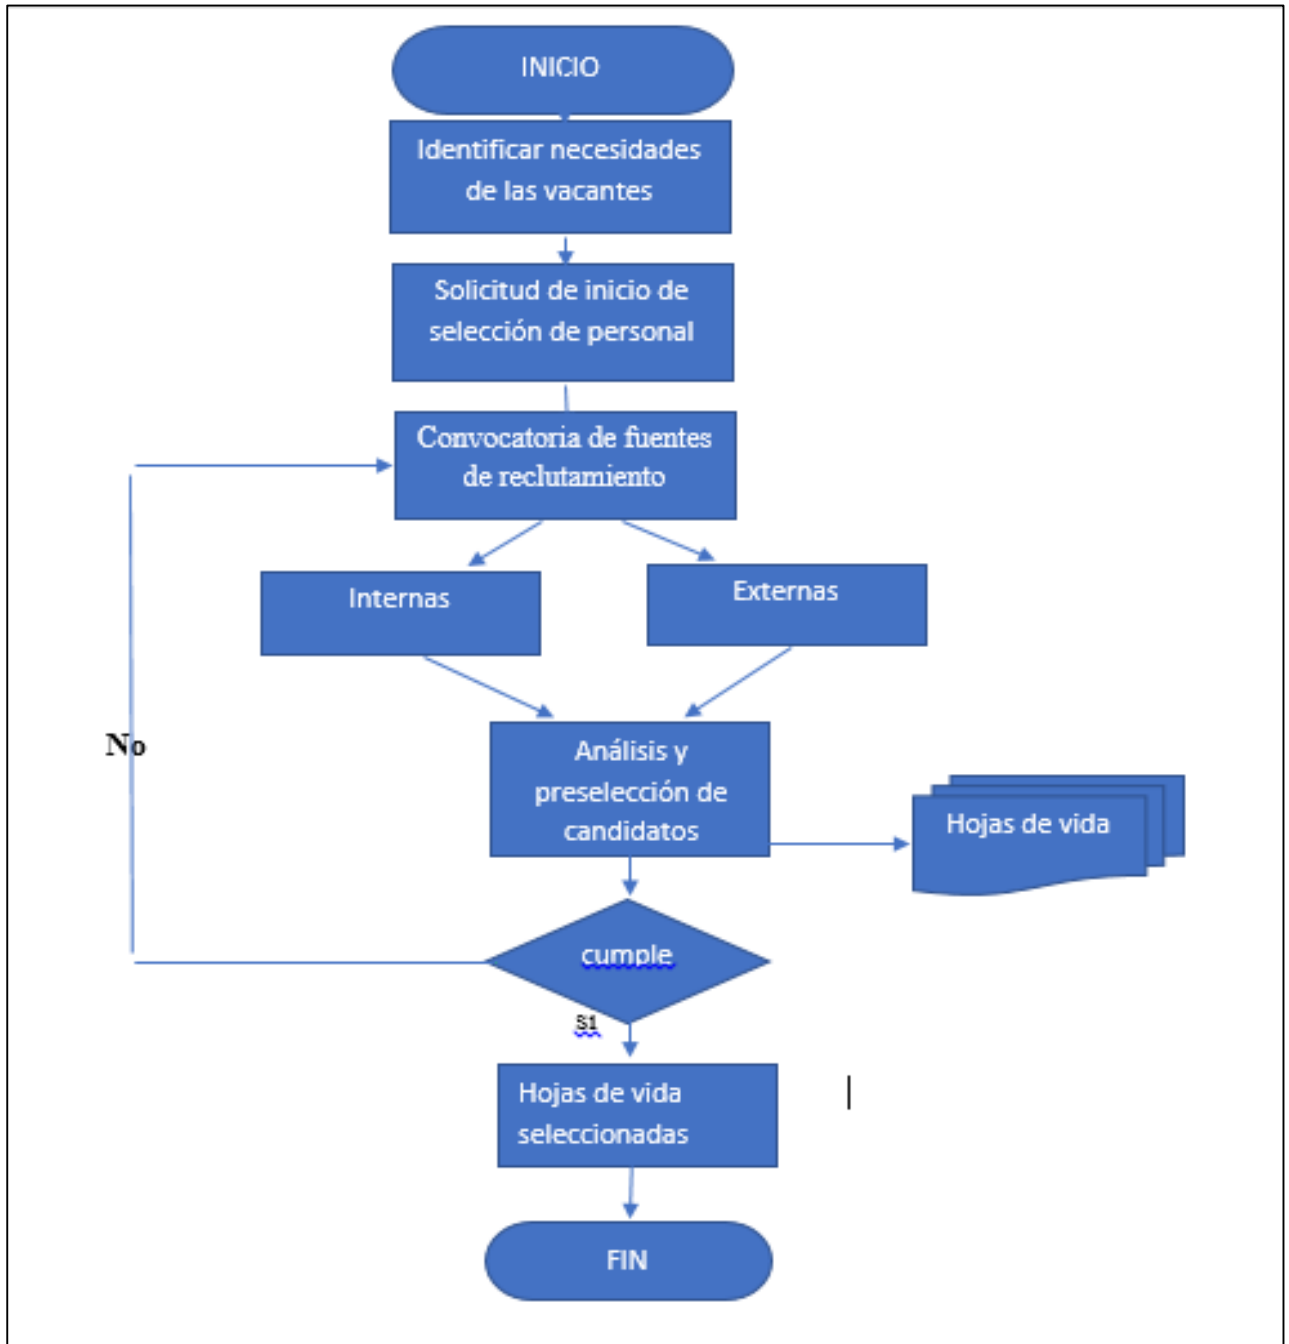 INICIO
Identificar necesidades
de las vacantes
Solicitud de inicio de
selección de personal
Convocatoria de fuentes
de reclutamiento
Internas
Externas
No
Análisis y
preselección de
candidatos
Hojas de vida
cumple
S1
Hojas de vida
seleccionadas
FIN